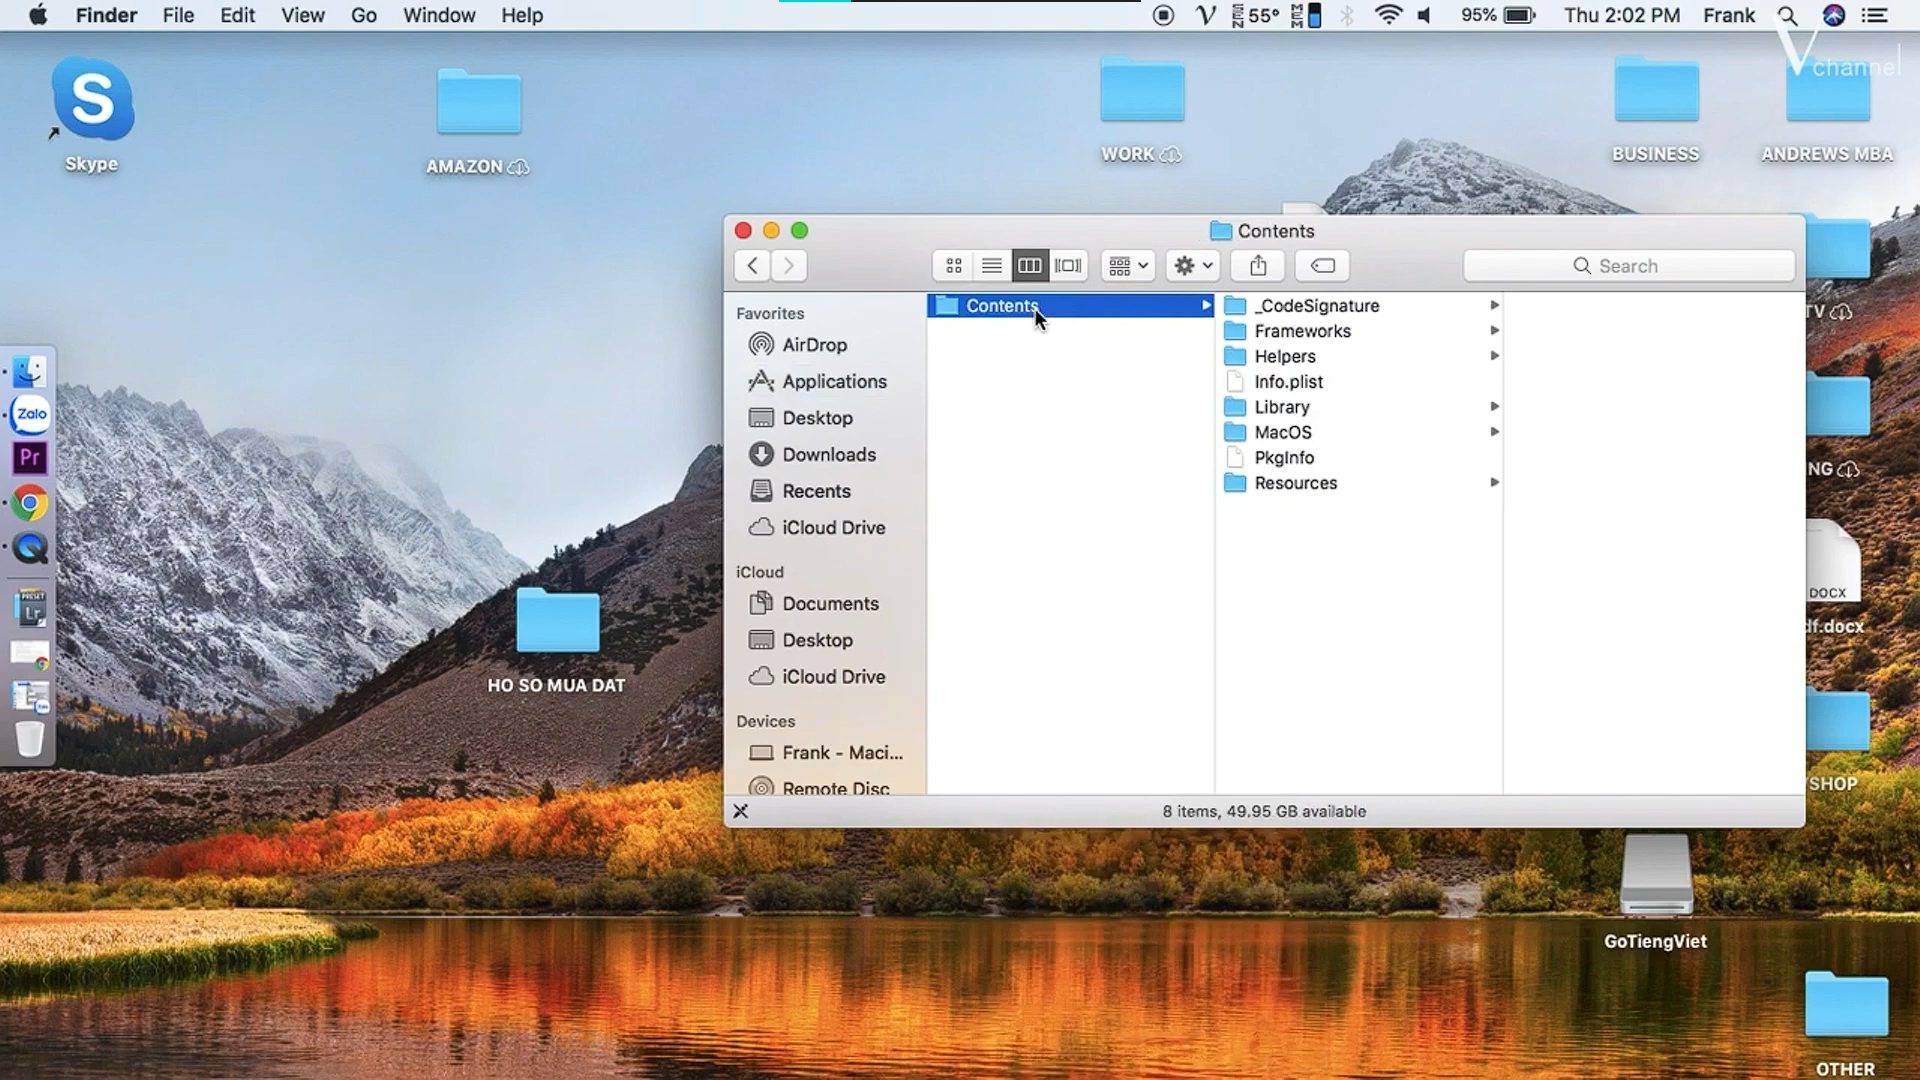 Finder File Edit View Go Window Help
SEN 55° MEM 95% Thu 2:02 PM Frank
V channel
S
Skype
AMAZON
WORK
BUSINESS
ANDREWS MBA
TV
NG
DOCX
df.docx
SHOP
Contents
Search
Favorites
AirDrop
Applications
Desktop
Downloads
Recents
iCloud Drive
iCloud
Documents
Desktop
iCloud Drive
Devices
Frank - Maci...
Remote Disc
Contents
_CodeSignature
Frameworks
Helpers
Info.plist
Library
MacOS
PkgInfo
Resources
8 items, 49.95 GB available
Zalo
Pr
PRESET
Lr
HO SO MUA DAT
GoTiengViet
OTHER